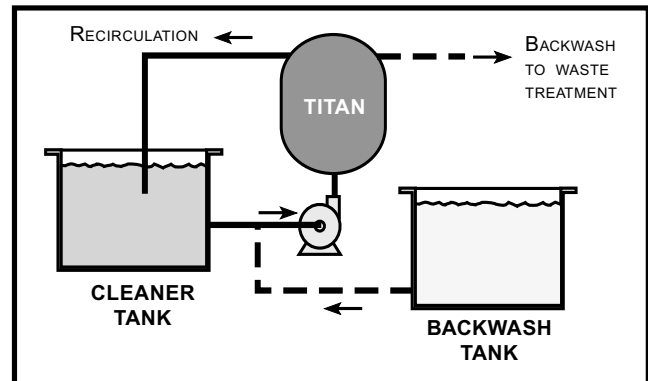 RECIRCULATION
BACKWASH
TO WASTE
TREATMENT
TITAN
CLEANER
TANK
BACKWASH
TANK